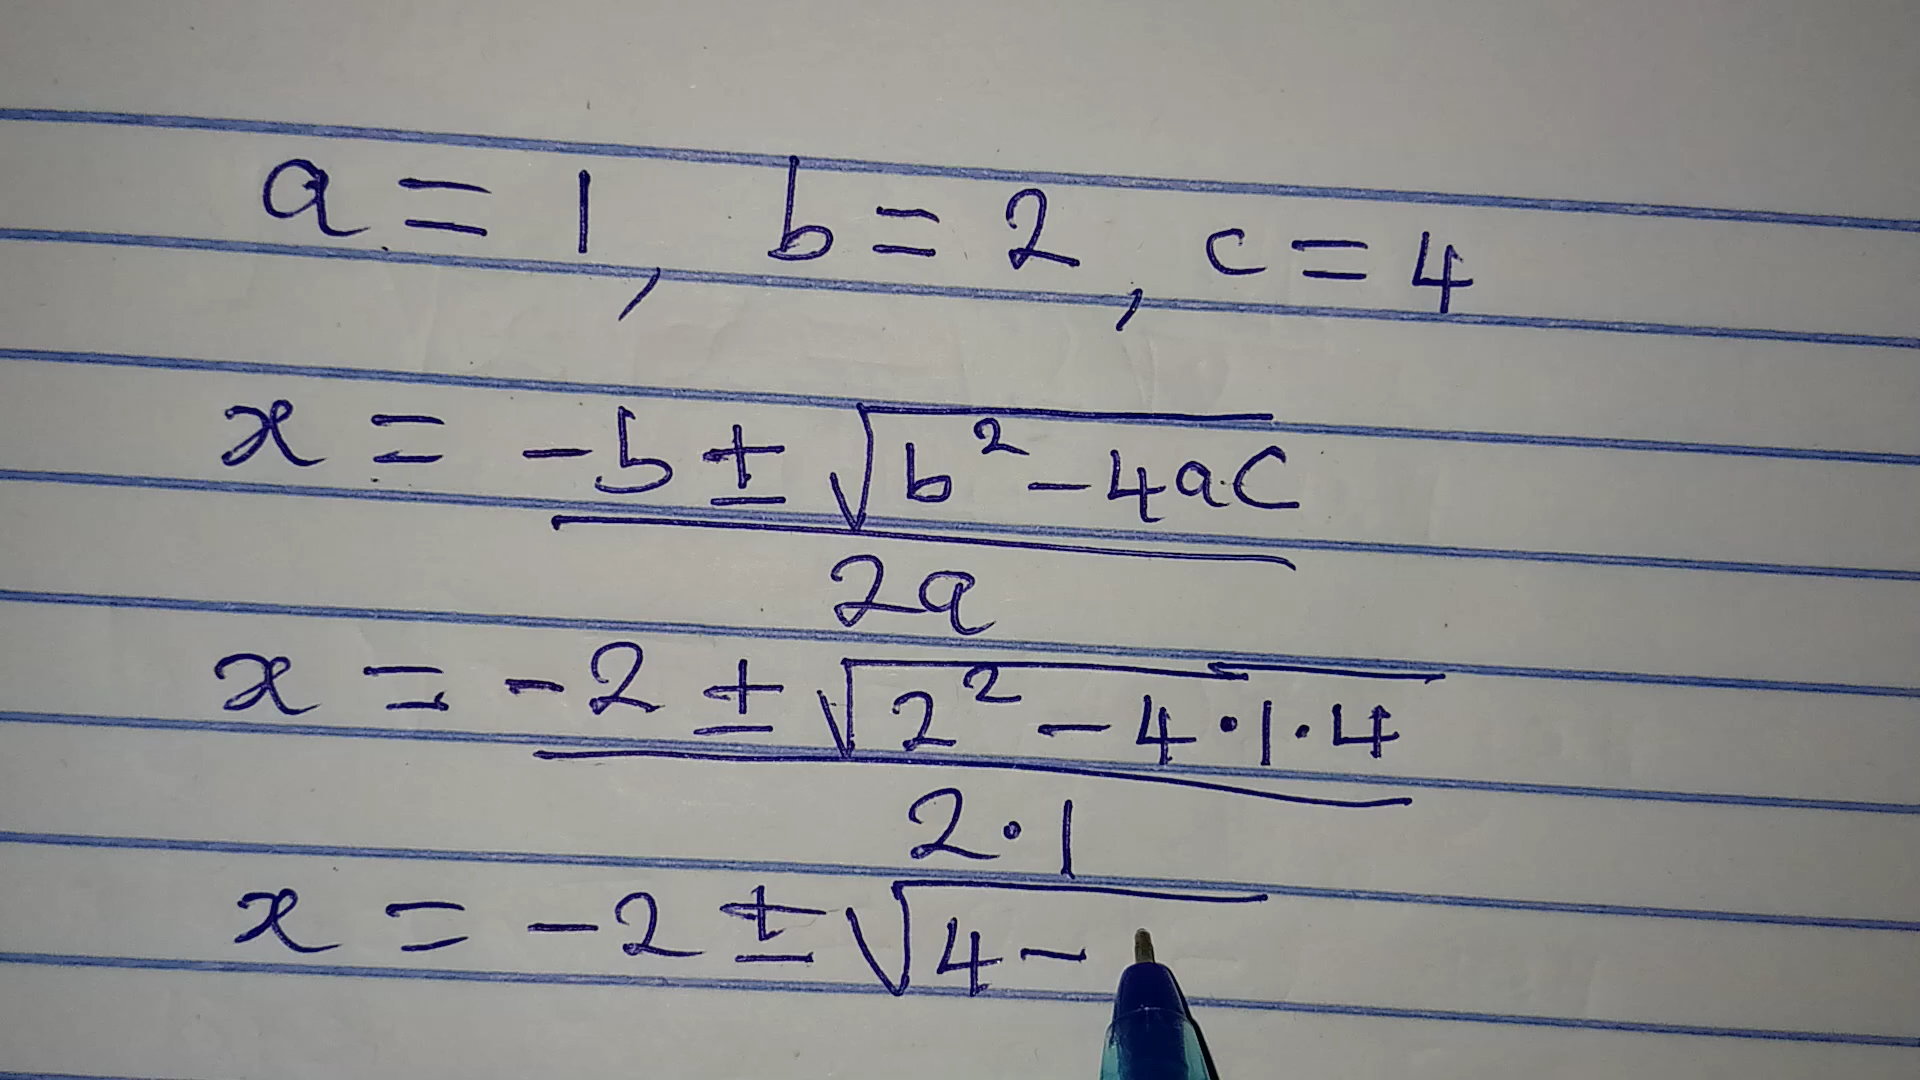 a = 1, b = 2, c = 4
x = -b ± √b² - 4ac
2a
x = -2 ± √2² - 4·1·4
2·1
x = -2 ± √4 -